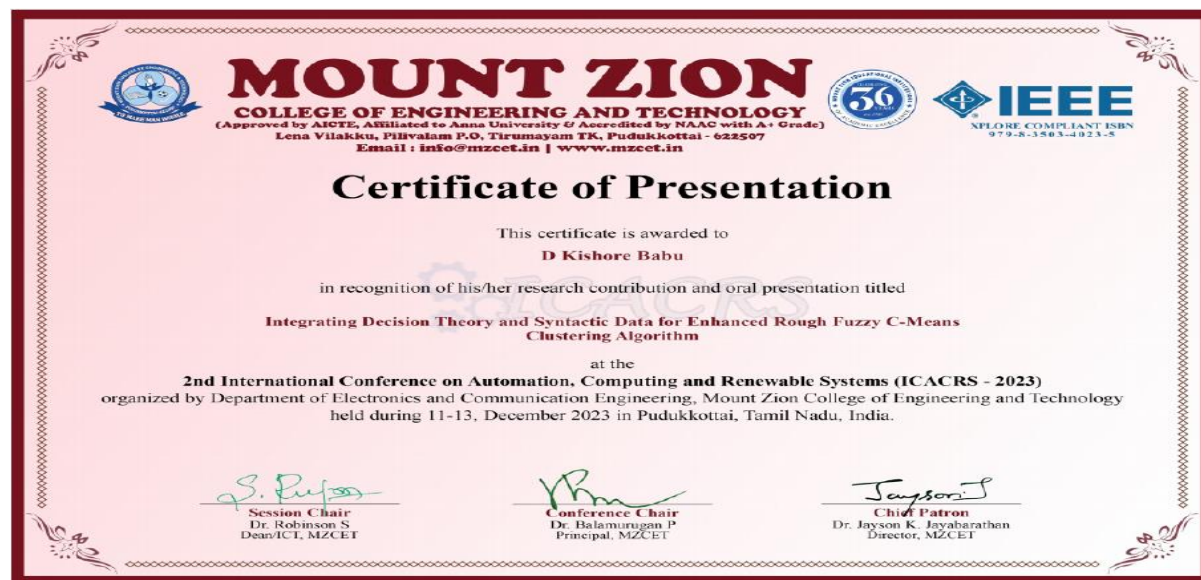 MOUNT ZION
COLLEGE OF ENGINEERING AND TECHNOLOGY
(Approved by AICTE, Affiliated to Anna University & Accredited by NAAC with A+ Grade)
Lena Vilakku, Pilivalam P.O, Tirumayam TK, Pudukkottai - 622507
Email : info@mzcet.in | www.mzcet.in
36
IEEE
XPLORE COMPLIANT ISBN
979-8-3503-4023-5
Certificate of Presentation
This certificate is awarded to
D Kishore Babu
in recognition of his/her research contribution and oral presentation titled
ICACRS
Integrating Decision Theory and Syntactic Data for Enhanced Rough Fuzzy C-Means
Clustering Algorithm
at the
2nd International Conference on Automation, Computing and Renewable Systems (ICACRS - 2023)
organized by Department of Electronics and Communication Engineering, Mount Zion College of Engineering and Technology
held during 11-13, December 2023 in Pudukkottai, Tamil Nadu, India.
Session Chair
Dr. Robinson S
Dean/ICT, MZCET
Conference Chair
Dr. Balamurugan P
Principal, MZCET
Chief Patron
Dr. Jayson K. Jayabarathan
Director, MZCET